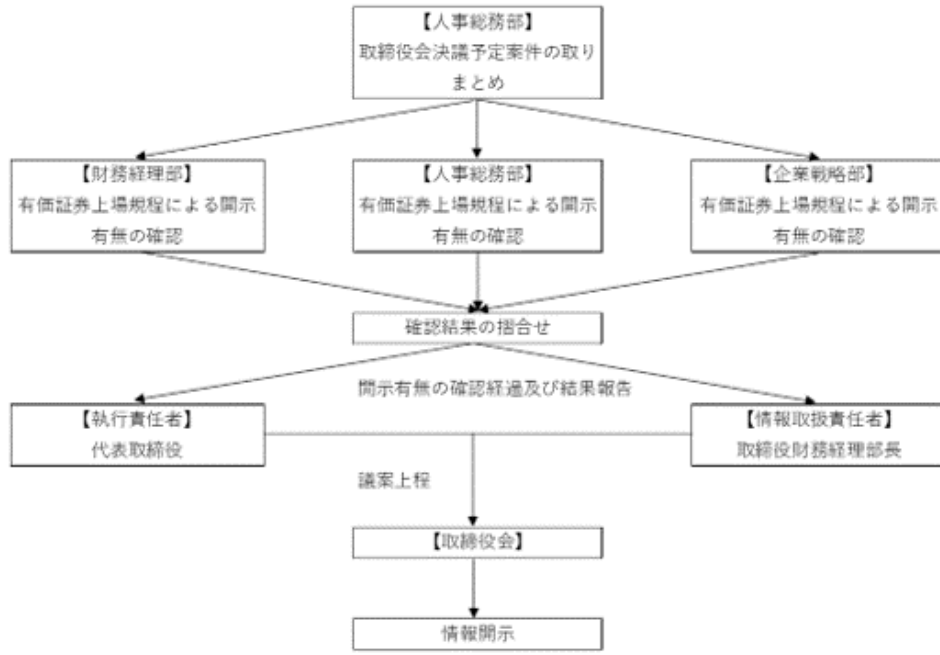 【人事総務部】
取締役会決議予定案件の取り
まとめ
【財務経理部】
有価証券上場規程による開示
有無の確認
【人事総務部】
有価証券上場規程による開示
有無の確認
【企業戦略部】
有価証券上場規程による開示
有無の確認
確認結果の摺合せ
開示有無の確認経過及び結果報告
【執行責任者】
代表取締役
【情報取扱責任者】
取締役財務経理部長
議案上程
【取締役会】
情報開示